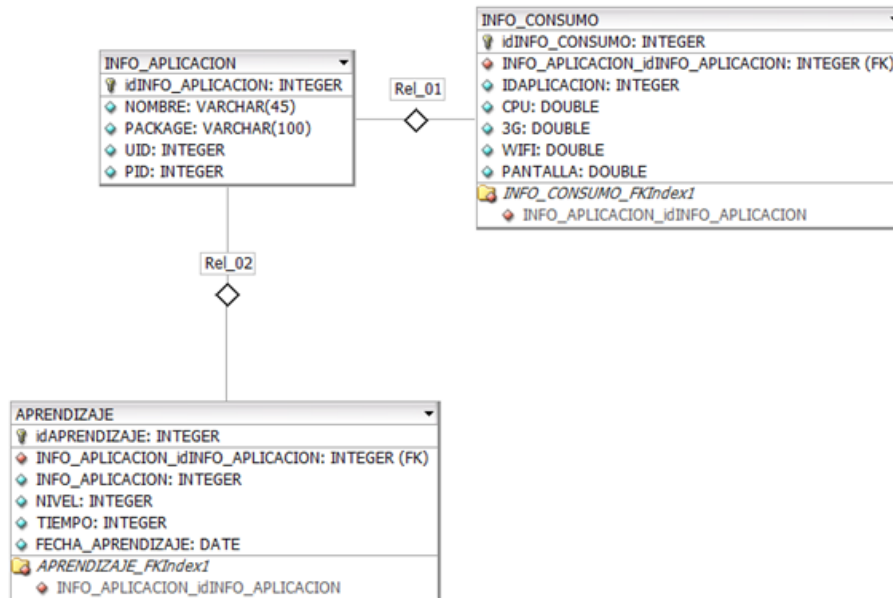 INFO_APLICACION
idINFO_APLICACION: INTEGER
NOMBRE: VARCHAR(45)
PACKAGE: VARCHAR(100)
UID: INTEGER
PID: INTEGER
Rel_01
INFO_CONSUMO
idINFO_CONSUMO: INTEGER
INFO_APLICACION_idINFO_APLICACION: INTEGER (FK)
IDAPLICACION: INTEGER
CPU: DOUBLE
3G: DOUBLE
WIFI: DOUBLE
PANTALLA: DOUBLE
INFO_CONSUMO_FKIndex1
INFO_APLICACION_idINFO_APLICACION
Rel_02
APRENDIZAJE
idAPRENDIZAJE: INTEGER
INFO_APLICACION_idINFO_APLICACION: INTEGER (FK)
INFO_APLICACION: INTEGER
NIVEL: INTEGER
TIEMPO: INTEGER
FECHA_APRENDIZAJE: DATE
APRENDIZAJE_FKIndex1
INFO_APLICACION_idINFO_APLICACION